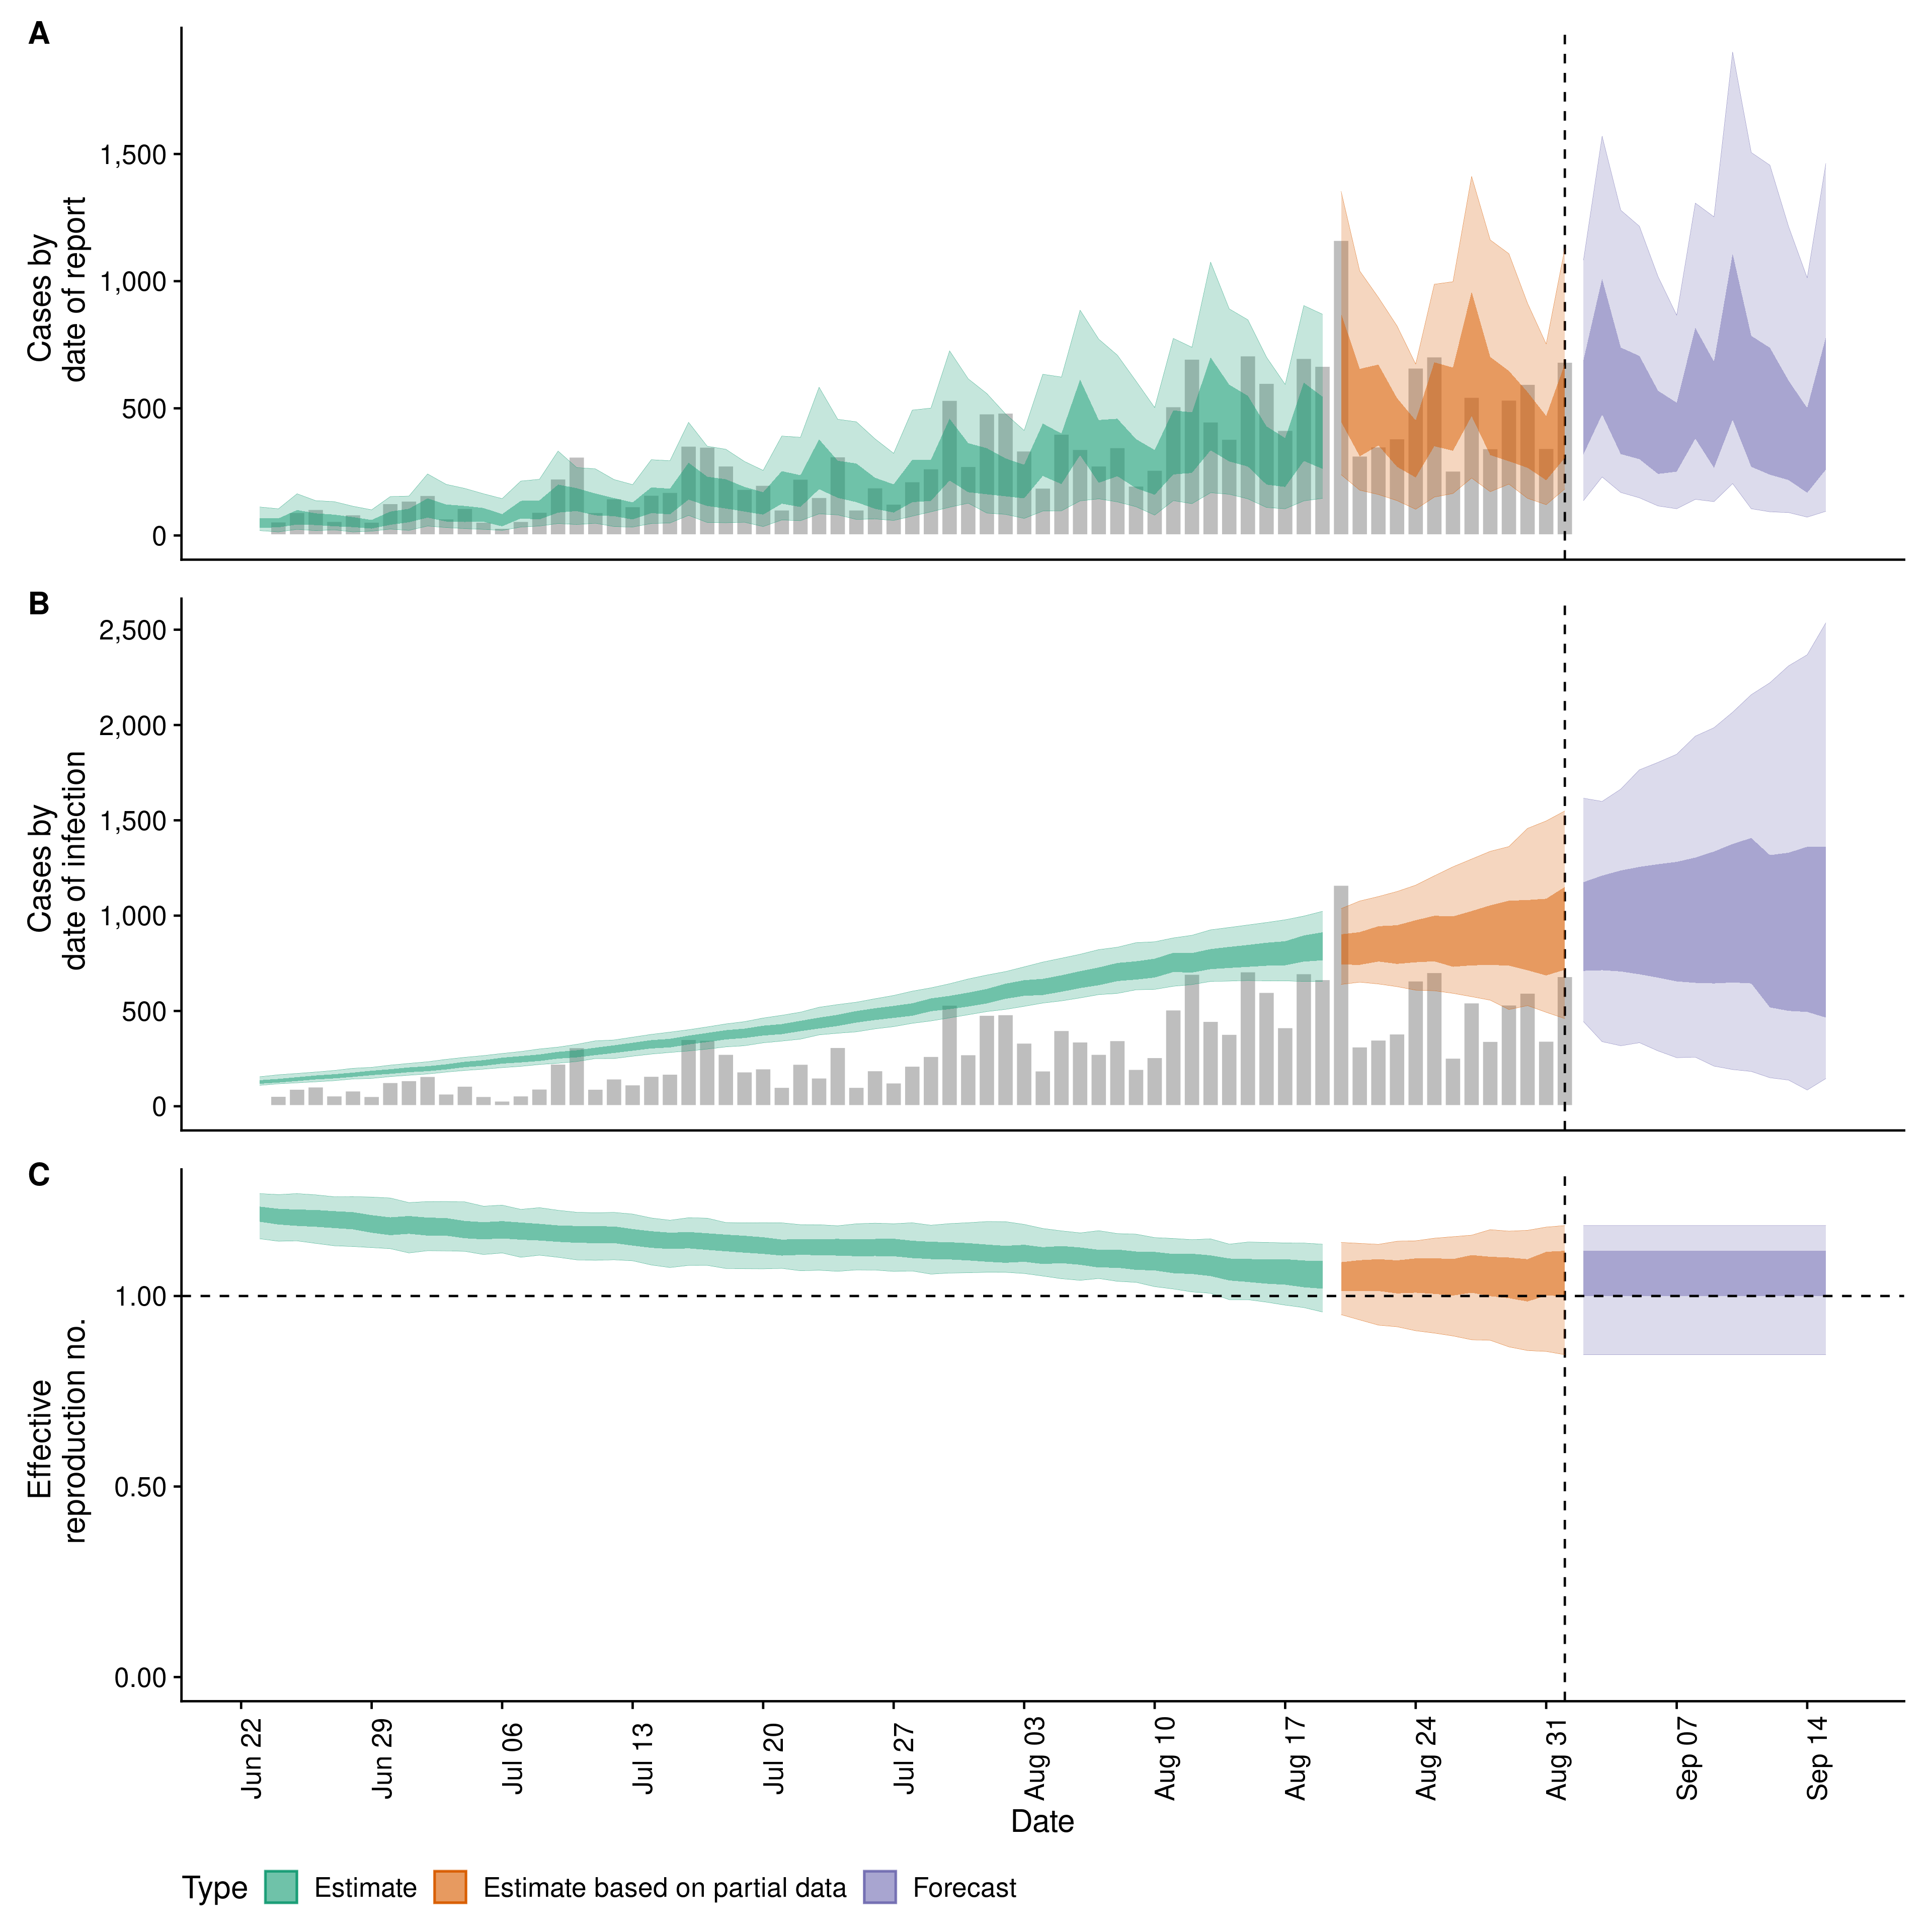 A
Cases by
date of report
1,500
1,000
500
0
B
Cases by
date of infection
2,500
2,000
1,500
1,000
500
0
C
Effective
reproduction no.
1.00
0.50
0.00
Jun 22
Jun 29
Jul 06
Jul 13
Jul 20
Jul 27
Aug 03
Aug 10
Aug 17
Aug 24
Aug 31
Sep 07
Sep 14
Date
Type Estimate Estimate based on partial data Forecast